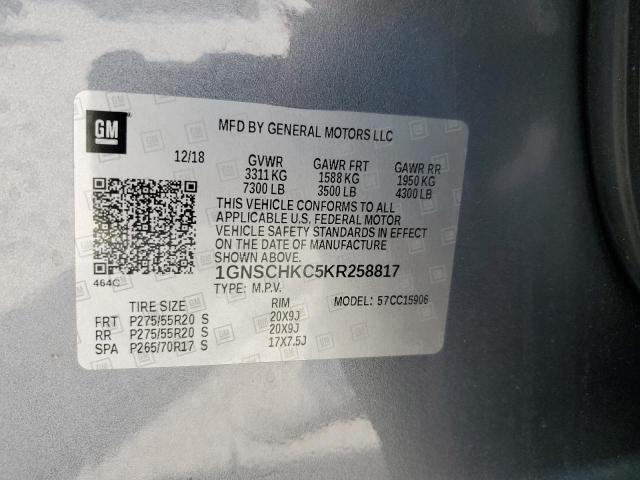 GM
MFD BY GENERAL MOTORS LLC
12/18 GVWR GAWR FRT GAWR RR
3311 KG 1588 KG 1950 KG
7300 LB 3500 LB 4300 LB
THIS VEHICLE CONFORMS TO ALL
APPLICABLE U.S. FEDERAL MOTOR
VEHICLE SAFETY STANDARDS IN EFFECT
ON THE DATE OF MANUFACTURE
SHOWN ABOVE.
1GNSCHKC5KR258817
464C
TYPE: M.P.V. MODEL: 57CC15906
TIRE SIZE RIM
FRT P275/55R20 S 20X9J
RR P275/55R20 S 20X9J
SPA P265/70R17 S 17X7.5J